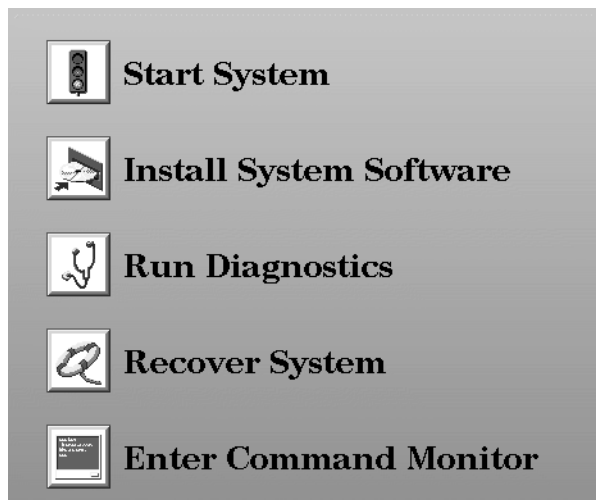 Start System
Install System Software
Run Diagnostics
Recover System
Enter Command Monitor